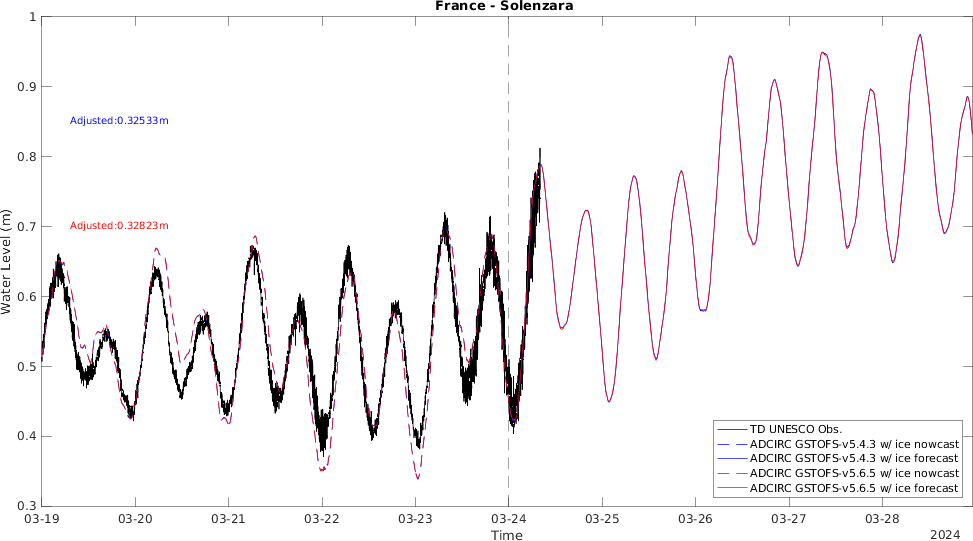 France - Solenzara
1
0.9
0.8
0.7
0.6
0.5
0.4
0.3
Water Level (m)
Adjusted:0.32533m
Adjusted:0.32823m
TD UNESCO Obs.
ADCIRC GSTOFS-v5.4.3 w/ ice nowcast
ADCIRC GSTOFS-v5.4.3 w/ ice forecast
ADCIRC GSTOFS-v5.6.5 w/ ice nowcast
ADCIRC GSTOFS-v5.6.5 w/ ice forecast
03-19 03-20 03-21 03-22 03-23 03-24 03-25 03-26 03-27 03-28
Time
2024